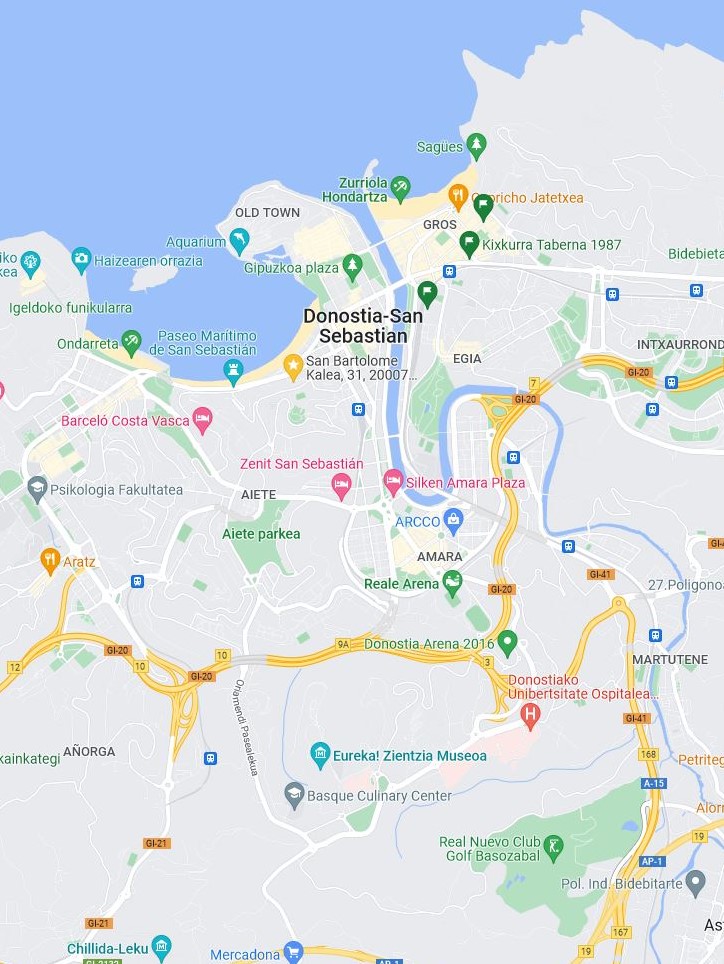 Sagües
Zurriola
Hondartza
Caprícho Jatetxea
OLD TOWN
GROS
Aquarium
Kixkurra Taberna 1987
iko
kea
Haizearen orrazia
Gipuzkoa plaza
Bidebieta
Igeldoko funikularra
Donostia-San
Sebastian
Ondarreta
Paseo Marítimo
de San Sebastián
INTXAURROND
San Bartolome
Kalea, 31, 20007...
EGIA
GI-20
7
GI-20
Barceló Costa Vasca
Zenit San Sebastián
Silken Amara Plaza
Psikologia Fakultatea
AIETE
ARCCO
Aiete parkea
AMARA
GI-4
Aratz
GI-41
Reale Arena
GI-20
27.Poligono
Donostia Arena 2016
9A
GI-20
10
10
12
3
GI-20
MARTUTENE
Donostiako
Unibertsitate Ospitalea...
H
Oriamendi Pasealekua
GI-41
kainkategi
AÑORGA
Eureka! Zientzia Museoa
168
Petriteg
A-15
Basque Culinary Center
Alorr
19
GI-21
Real Nuevo Club
Golf Basozabal
AP-1
Pol. Ind. Bidebitarte
GI-21
167
Ast
Chillida-Leku
Mercadona
19
GI-2132
AP-1